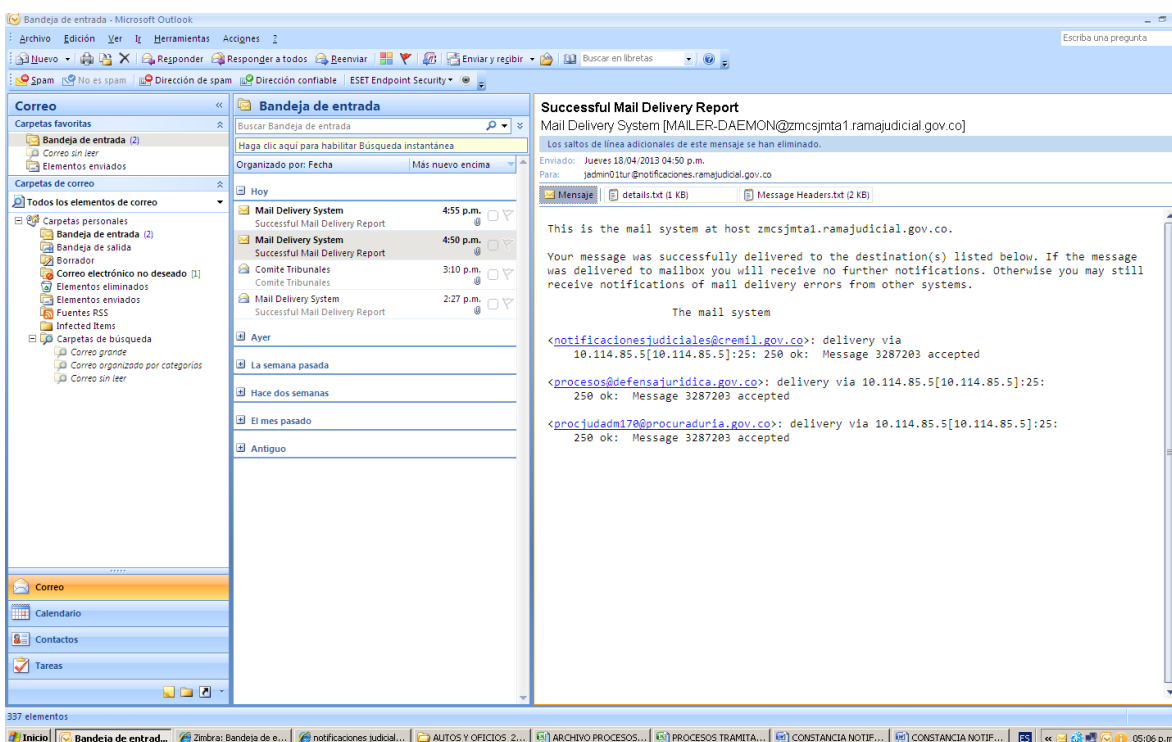 Bandeja de entrada - Microsoft Outlook
Archivo Edición Ver Ir Herramientas Acciones ?
Escriba una pregunta
Nuevo Responder Responder a todos Reenviar Enviar y recibir Buscar en libretas
Spam No es spam Dirección de spam Dirección confiable ESET Endpoint Security
Correo «
Carpetas favoritas
Bandeja de entrada (2)
Correo sin leer
Elementos enviados
Carpetas de correo
Todos los elementos de correo
Carpetas personales
Bandeja de entrada (2)
Bandeja de salida
Borrador
Correo electrónico no deseado [1]
Elementos eliminados
Elementos enviados
Fuentes RSS
Infected Items
Carpetas de búsqueda
Correo grande
Correo organizado por categorías
Correo sin leer
Correo
Calendario
Contactos
Tareas
Bandeja de entrada
Buscar Bandeja de entrada
Haga clic aquí para habilitar Búsqueda instantánea
Organizado por: Fecha Más nuevo encima
Hoy
Mail Delivery System 4:55 p.m.
Successful Mail Delivery Report
Mail Delivery System 4:50 p.m.
Successful Mail Delivery Report
Comite Tribunales 3:10 p.m.
Comite Tribunales
Mail Delivery System 2:27 p.m.
Successful Mail Delivery Report
Ayer
La semana pasada
Hace dos semanas
El mes pasado
Antiguo
Successful Mail Delivery Report
Mail Delivery System [MAILER-DAEMON@zmcsjmta1.ramajudicial.gov.co]
Los saltos de línea adicionales de este mensaje se han eliminado.
Enviado: Jueves 18/04/2013 04:50 p.m.
Para: jadmin01tur@notificaciones.ramajudicial.gov.co
Mensaje details.txt (1 KB) Message Headers.txt (2 KB)
This is the mail system at host zmcsjmta1.ramajudicial.gov.co.
Your message was successfully delivered to the destination(s) listed below. If the message
was delivered to mailbox you will receive no further notifications. Otherwise you may still
receive notifications of mail delivery errors from other systems.
The mail system
<notificacionesjudiciales@cremil.gov.co>: delivery via
10.114.85.5[10.114.85.5]:25: 250 ok: Message 3287203 accepted
<procesos@defensajuridica.gov.co>: delivery via 10.114.85.5[10.114.85.5]:25:
250 ok: Message 3287203 accepted
<procjudadm170@procuraduria.gov.co>: delivery via 10.114.85.5[10.114.85.5]:25:
250 ok: Message 3287203 accepted
337 elementos
Inicio Bandeja de entrad... Zimbra: Bandeja de e... notificaciones judicial... AUTOS Y OFICIOS 2... ARCHIVO PROCESOS... PROCESOS TRAMITA... CONSTANCIA NOTIF... CONSTANCIA NOTIF... ES « 05:06 p.m.